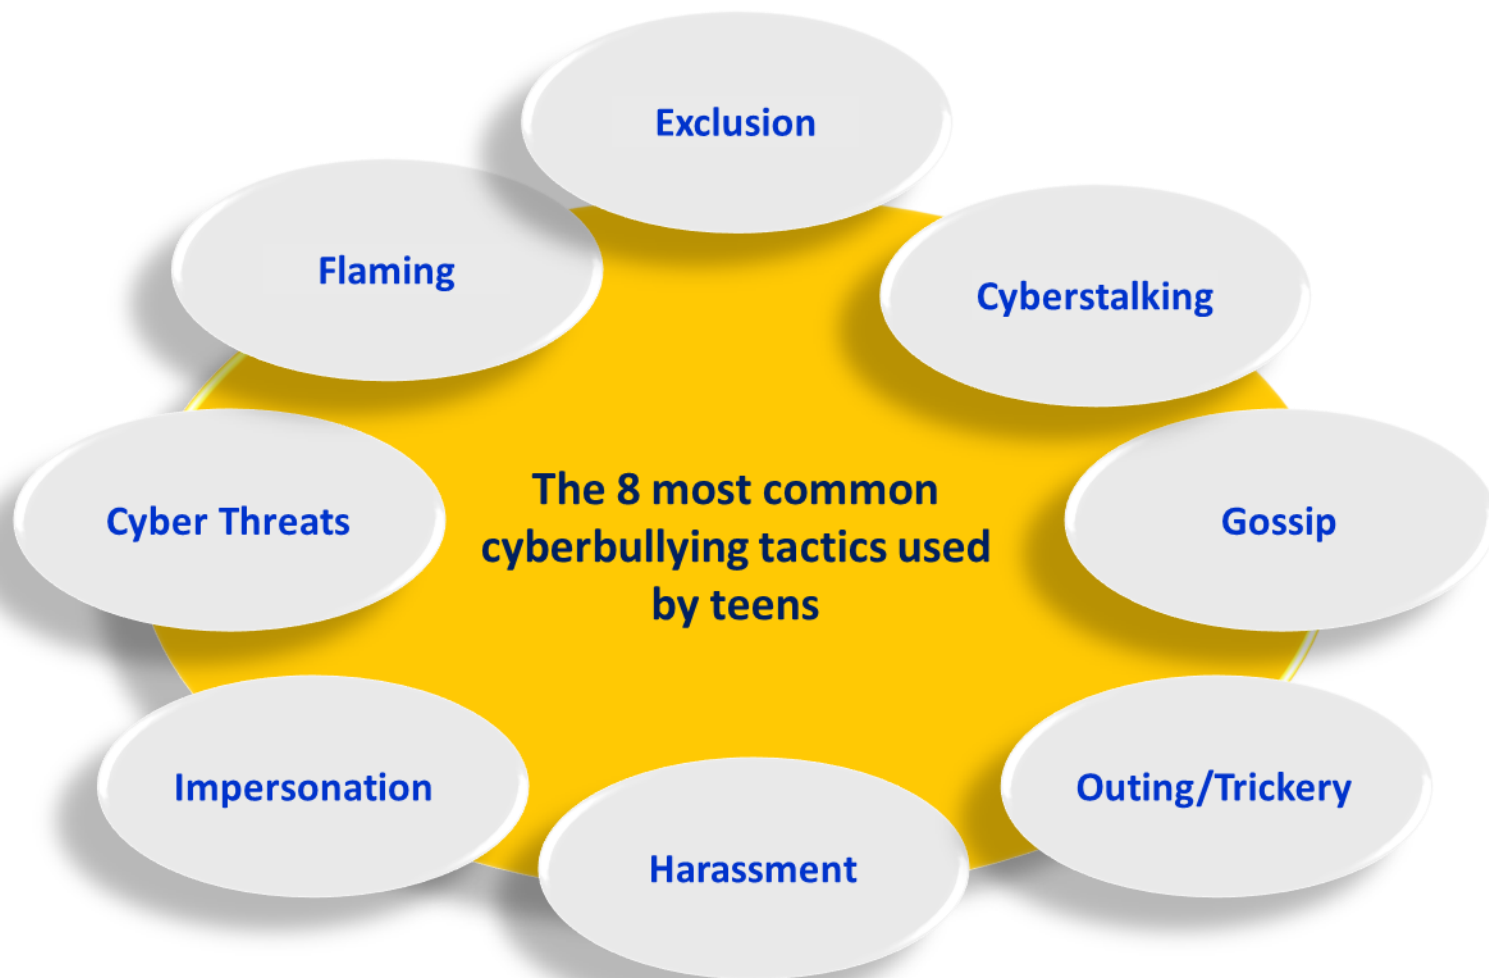 Exclusion
Flaming
Cyberstalking
The 8 most common
cyberbullying tactics used
by teens
Cyber Threats
Gossip
Impersonation
Outing/Trickery
Harassment